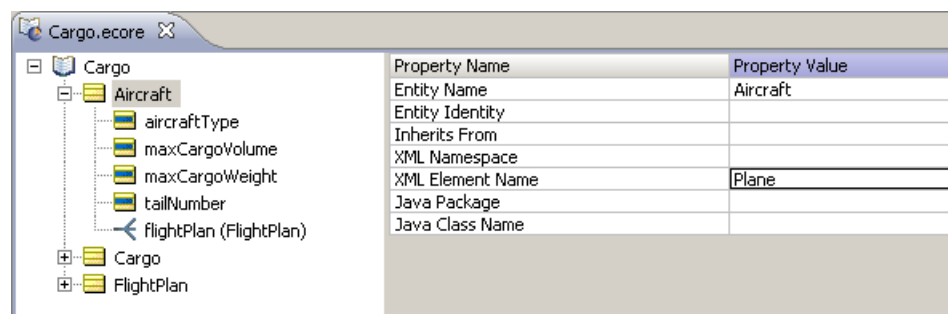 Cargo.ecore
Cargo
Aircraft
aircraftType
maxCargoVolume
maxCargoWeight
tailNumber
flightPlan (FlightPlan)
Cargo
FlightPlan
Property Name Property Value
Entity Name Aircraft
Entity Identity
Inherits From
XML Namespace
XML Element Name Plane
Java Package
Java Class Name